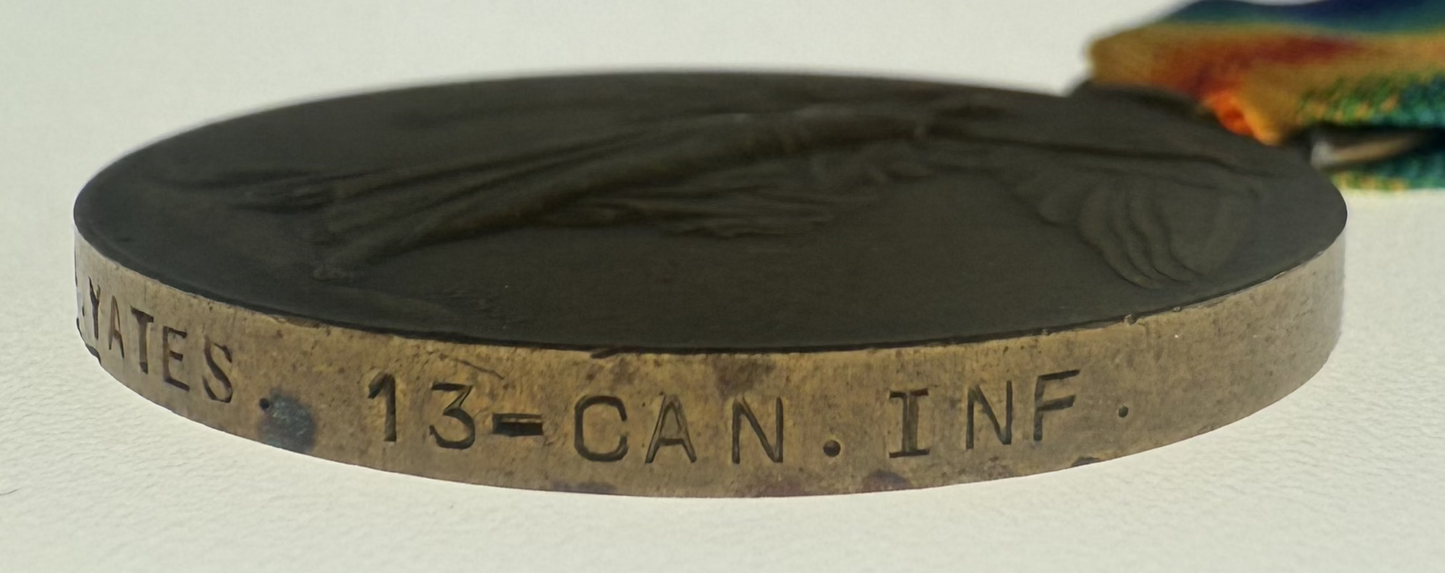 .YATES. 13-CAN. INF.